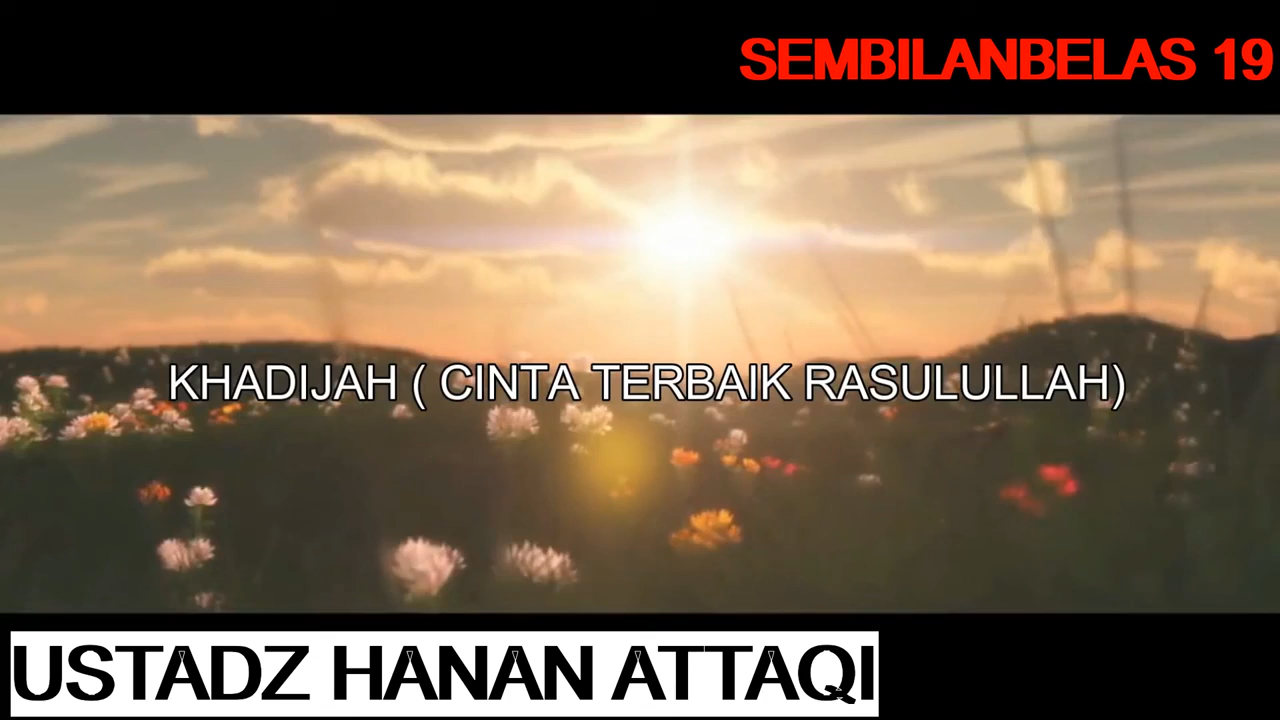 SEMBILANBELAS 19
KHADIJAH ( CINTA TERBAIK RASULULLAH)
USTADZ HANAN ATTAQI